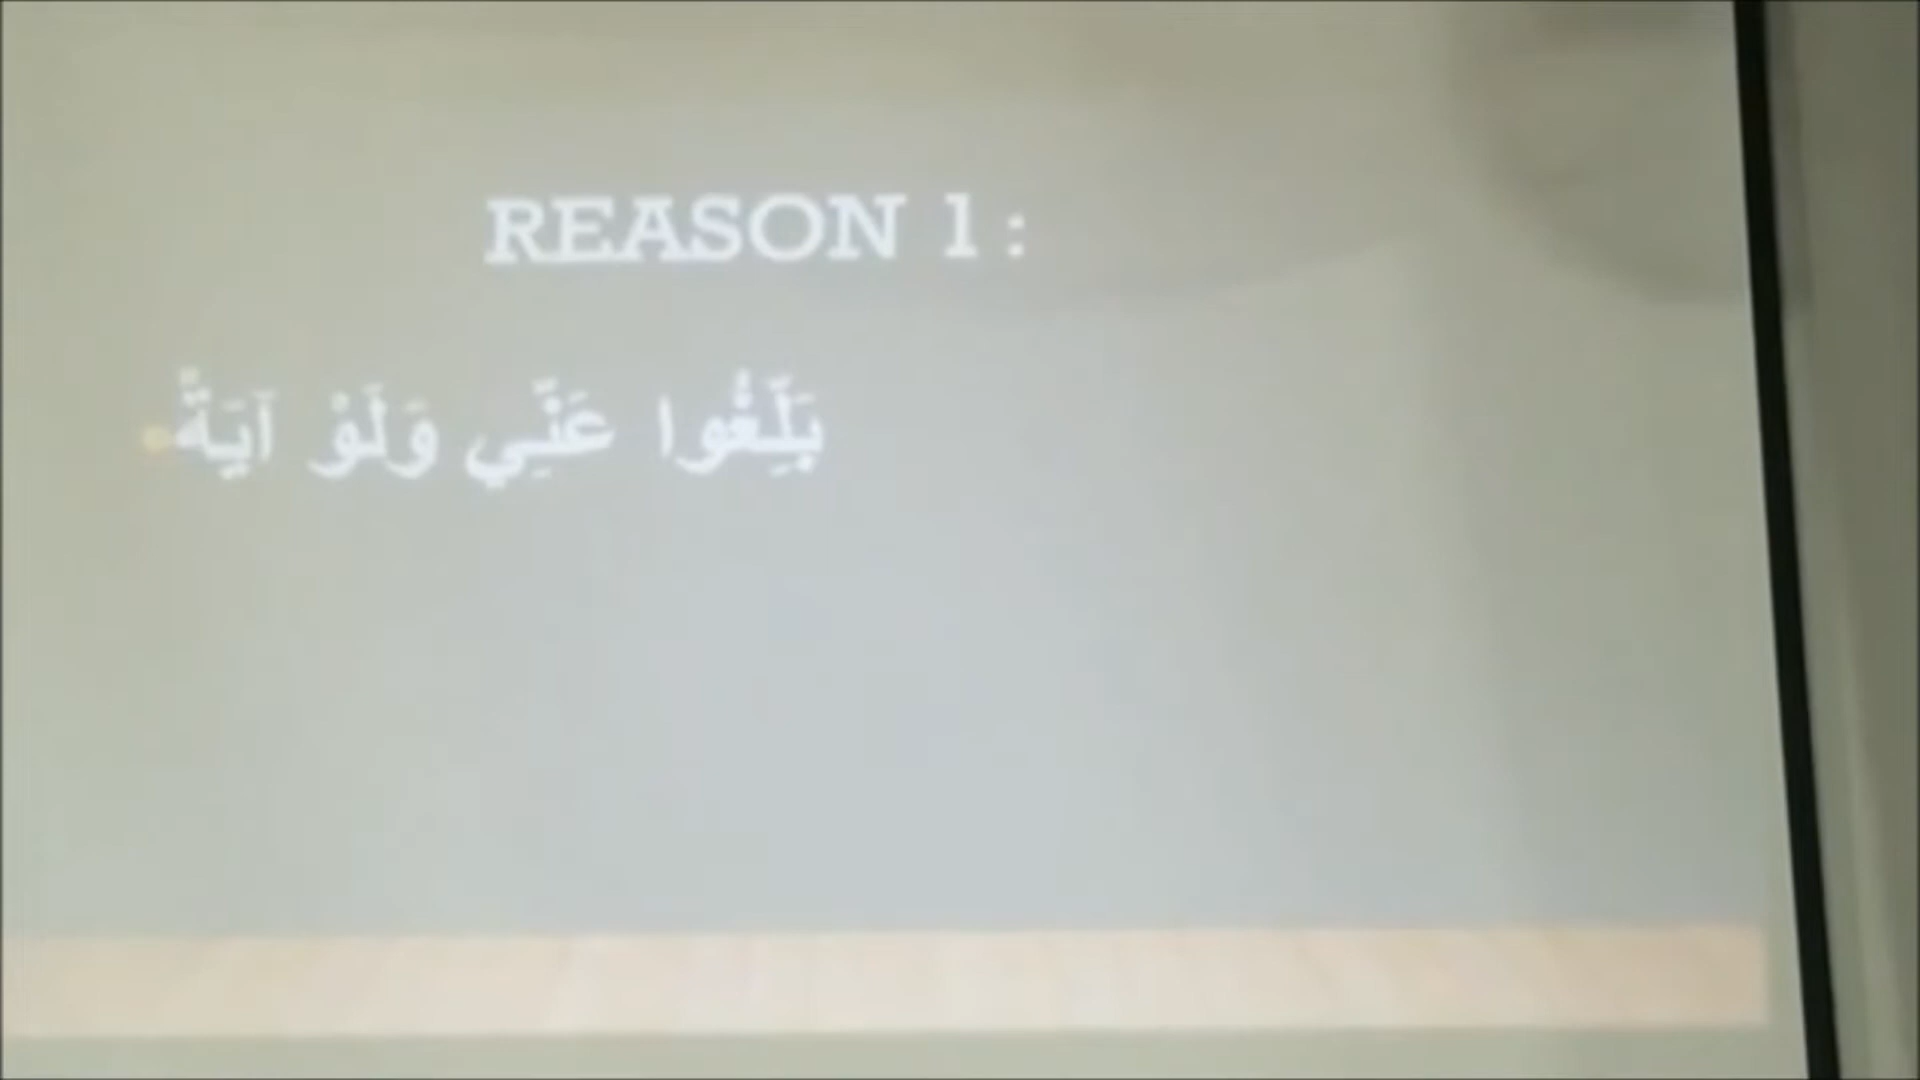 REASON 1 :
بَلِّغُوا عَنِّي وَلَوْ آيَةً